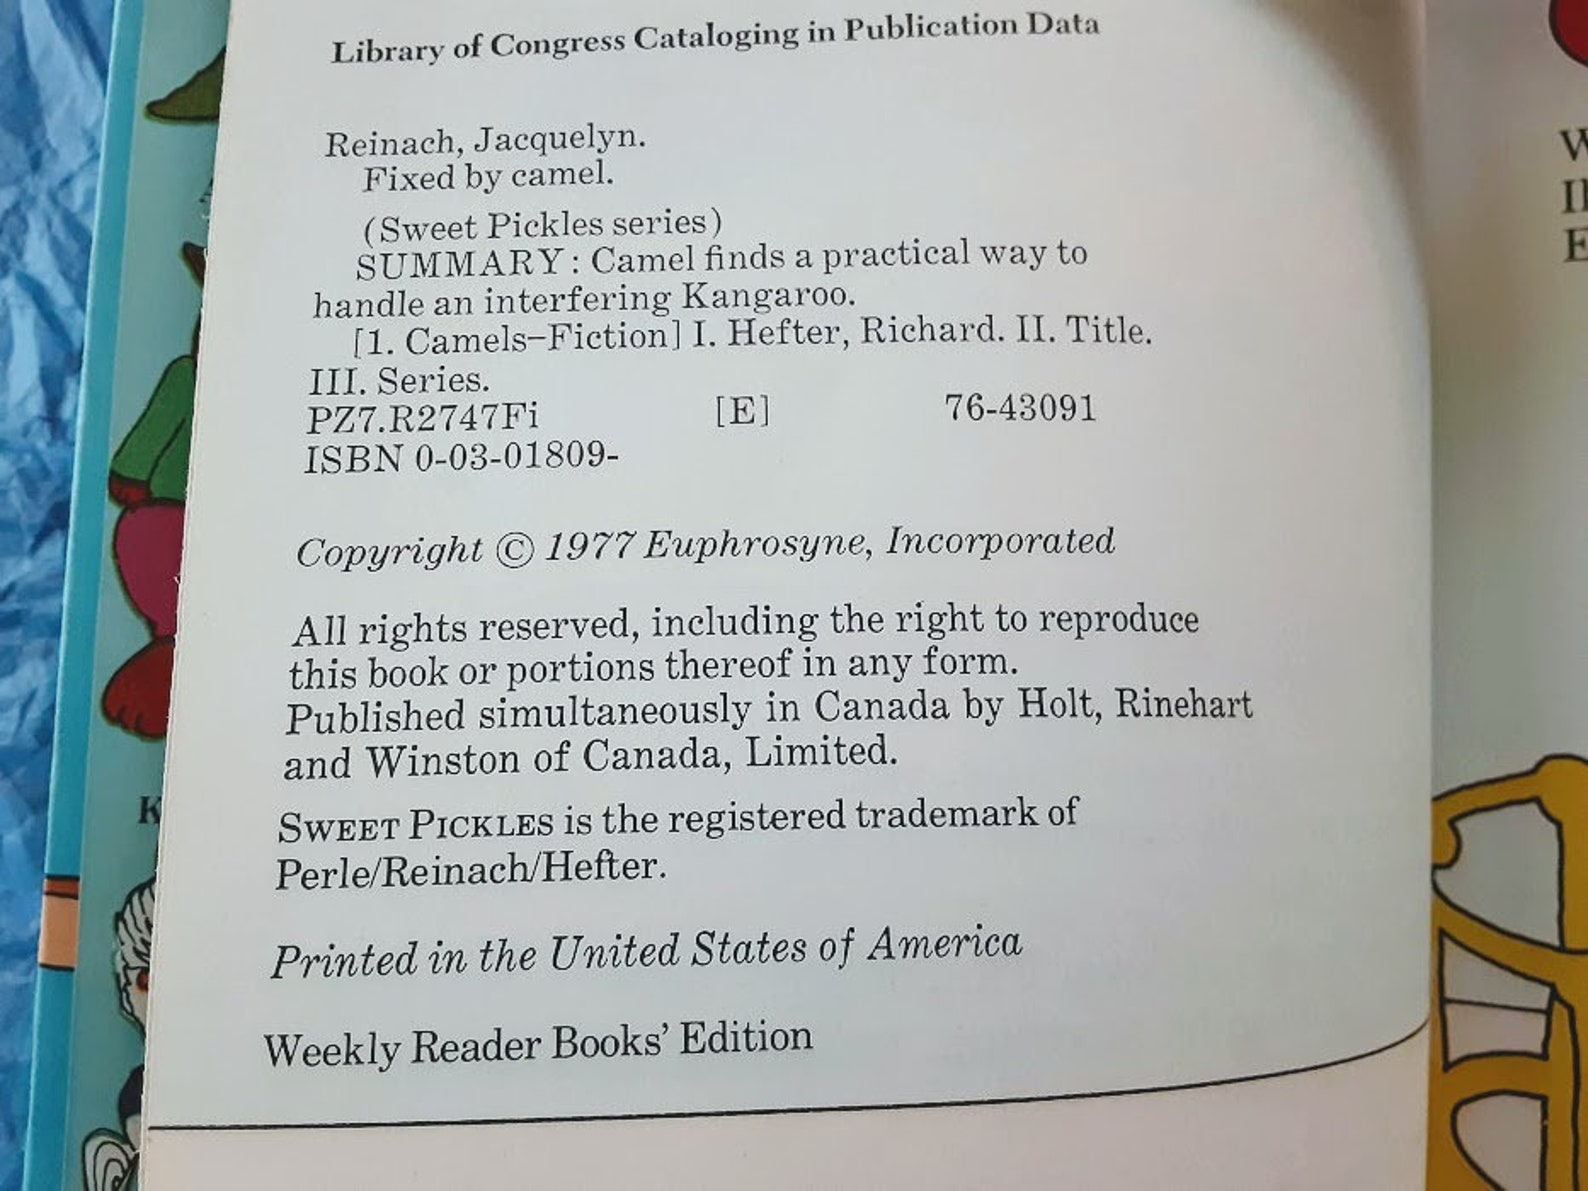 Library of Congress Cataloging in Publication Data
Reinach, Jacquelyn.
Fixed by camel.
(Sweet Pickles series)
SUMMARY: Camel finds a practical way to
handle an interfering Kangaroo.
[1. Camels–Fiction] I. Hefter, Richard. II. Title.
III. Series.
PZ7.R2747Fi [E] 76-43091
ISBN 0-03-01809-
Copyright © 1977 Euphrosyne, Incorporated
All rights reserved, including the right to reproduce
this book or portions thereof in any form.
Published simultaneously in Canada by Holt, Rinehart
and Winston of Canada, Limited.
SWEET PICKLES is the registered trademark of
Perle/Reinach/Hefter.
Printed in the United States of America
Weekly Reader Books' Edition